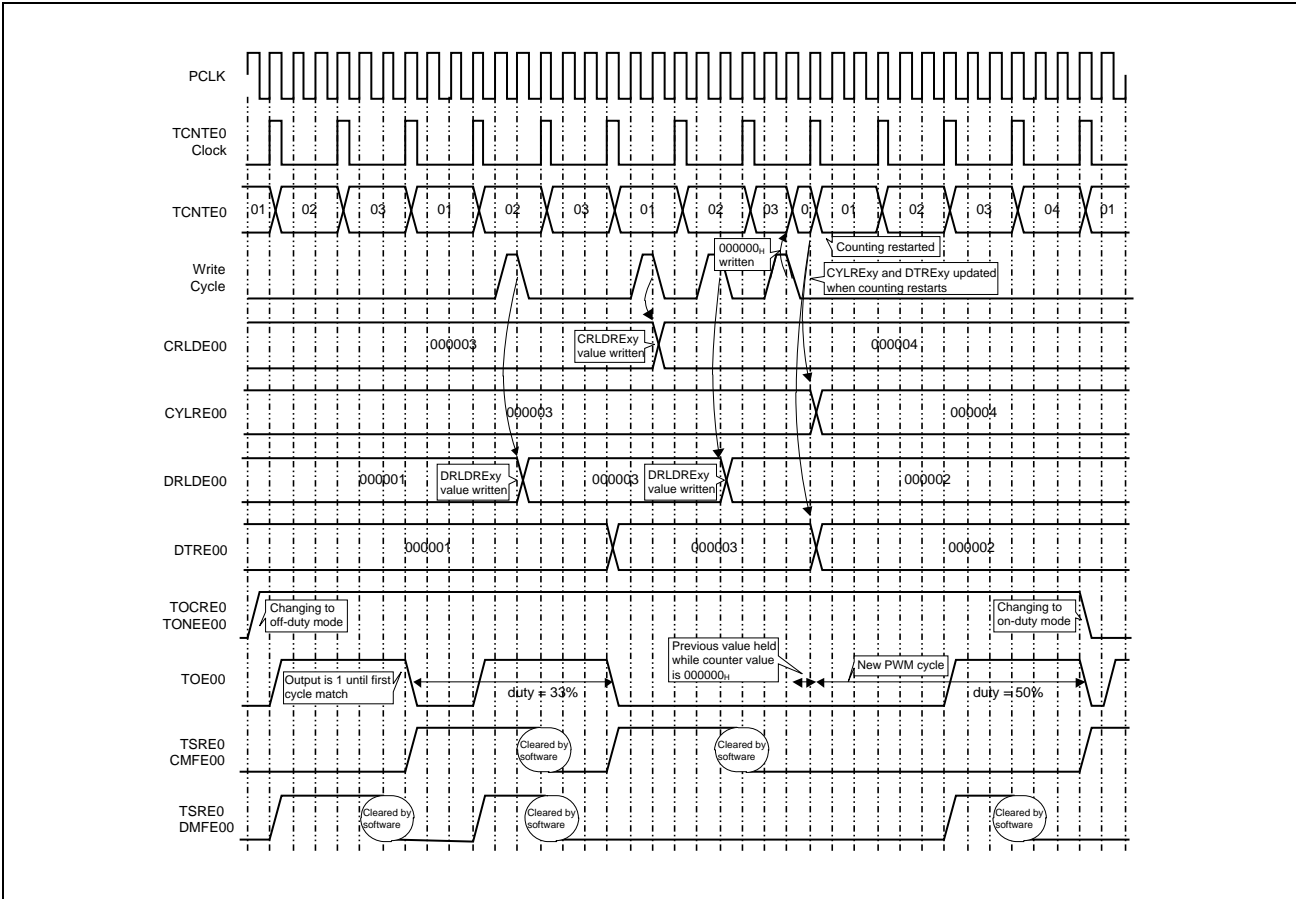 PCLK
TCNTE0
Clock
TCNTE0
01 02 03 01 02 03 01 02 03 0 01 02 03 04 01
000000H
written
Counting restarted
Write
Cycle
CYLRExy and DTRExy updated
when counting restarts
CRLDE00
000003
CRLDRExy
value written
000004
CYLRE00
000003
000004
DRLDE00
000001
DRLDRExy
value written
000003
DRLDRExy
value written
000002
DTRE00
000001
000003
000002
TOCRE0
TONEE00
Changing to
off-duty mode
Changing to
on-duty mode
TOE00
Output is 1 until first
cycle match
duty = 33%
Previous value held
while counter value
is 000000H
New PWM cycle
duty = 50%
TSRE0
CMFE00
Cleared by
software
Cleared by
software
TSRE0
DMFE00
Cleared by
software
Cleared by
software
Cleared by
software